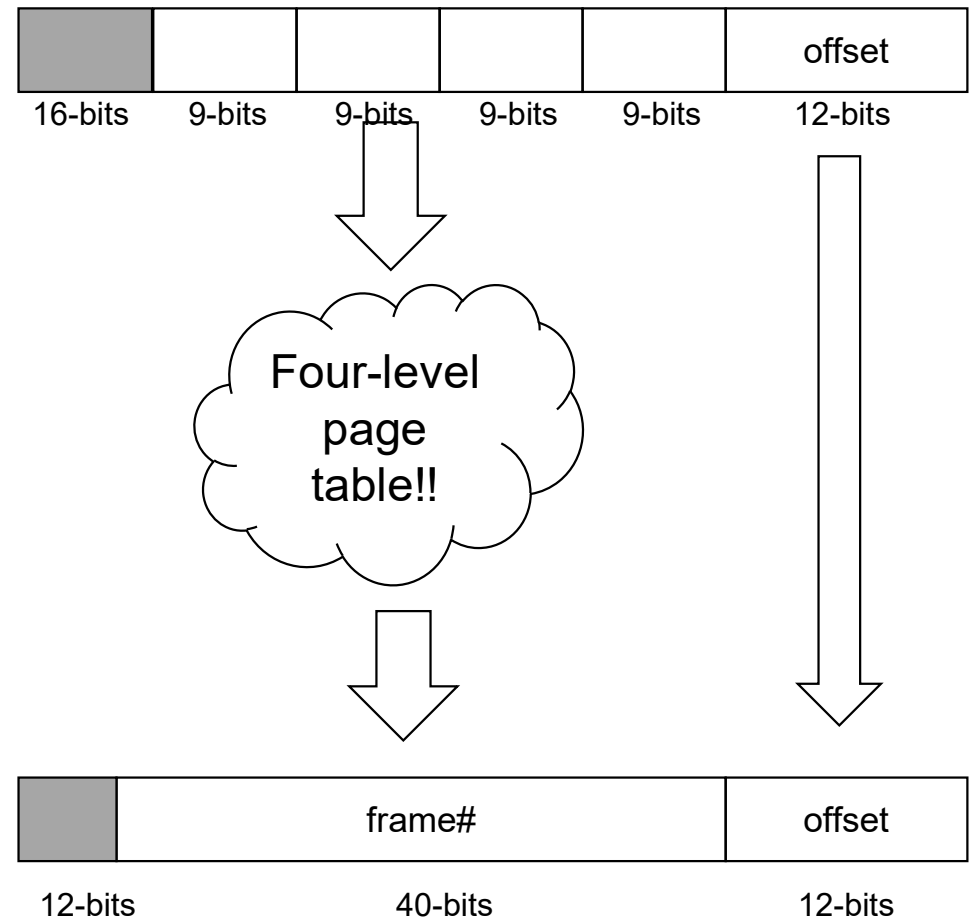 offset
16-bits 9-bits 9-bits 9-bits 9-bits 12-bits
Four-level
page
table!!
frame# offset
12-bits 40-bits 12-bits